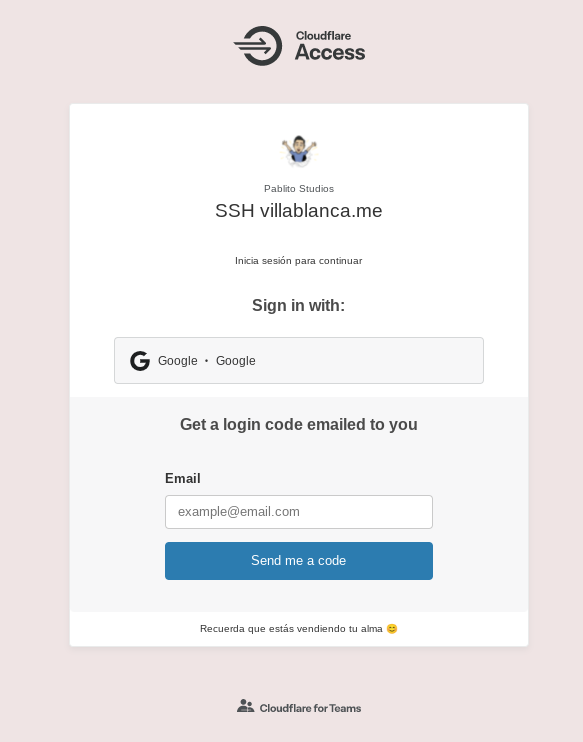 Cloudflare
Access
Pablito Studios
SSH villablanca.me
Inicia sesión para continuar
Sign in with:
Google • Google
Get a login code emailed to you
Email
example@email.com
Send me a code
Recuerda que estás vendiendo tu alma 😊
Cloudflare for Teams